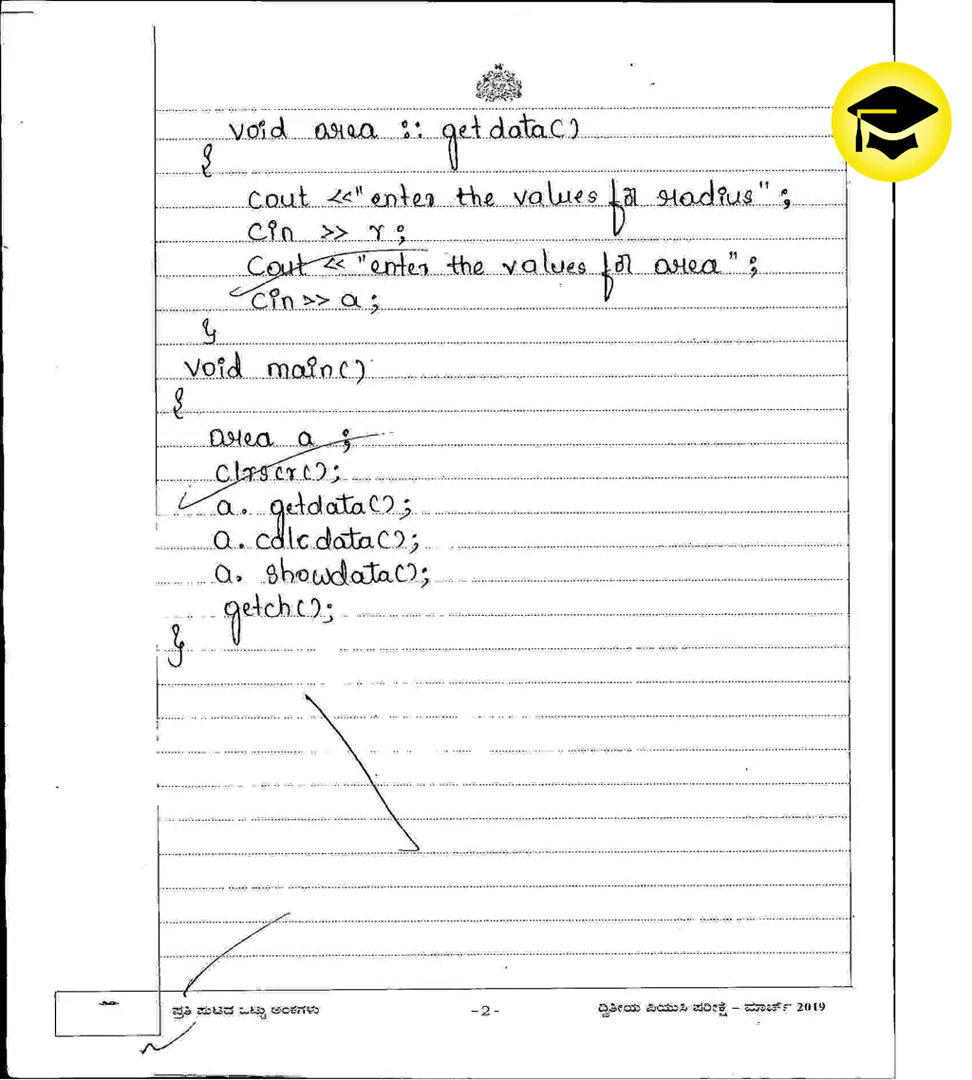 void area :: getdata()
{
cout <<"enter the values for radius";
cin >> r;
cout << "enter the values for area";
cin>> a;
}
void main()
{
area a ;
clrscr();
a. getdata();
a. calcdata();
a. showdata();
getch();
}
ಪ್ರತಿ ಪುಟದ ಒಟ್ಟು ಅಂಕಗಳು -2- ದ್ವಿತೀಯ ಪಿಯುಸಿ ಪರೀಕ್ಷೆ – ಮಾರ್ಚ್ 2019